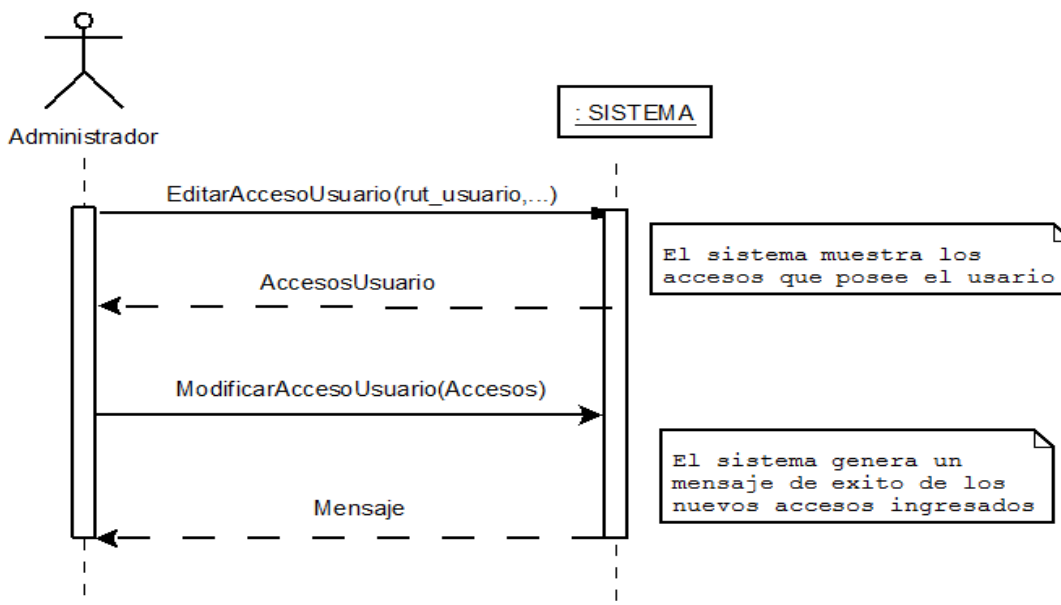 Administrador
: SISTEMA
EditarAccesoUsuario(rut_usuario,...)
El sistema muestra los
accesos que posee el usario
AccesosUsuario
ModificarAccesoUsuario(Accesos)
El sistema genera un
mensaje de exito de los
nuevos accesos ingresados
Mensaje